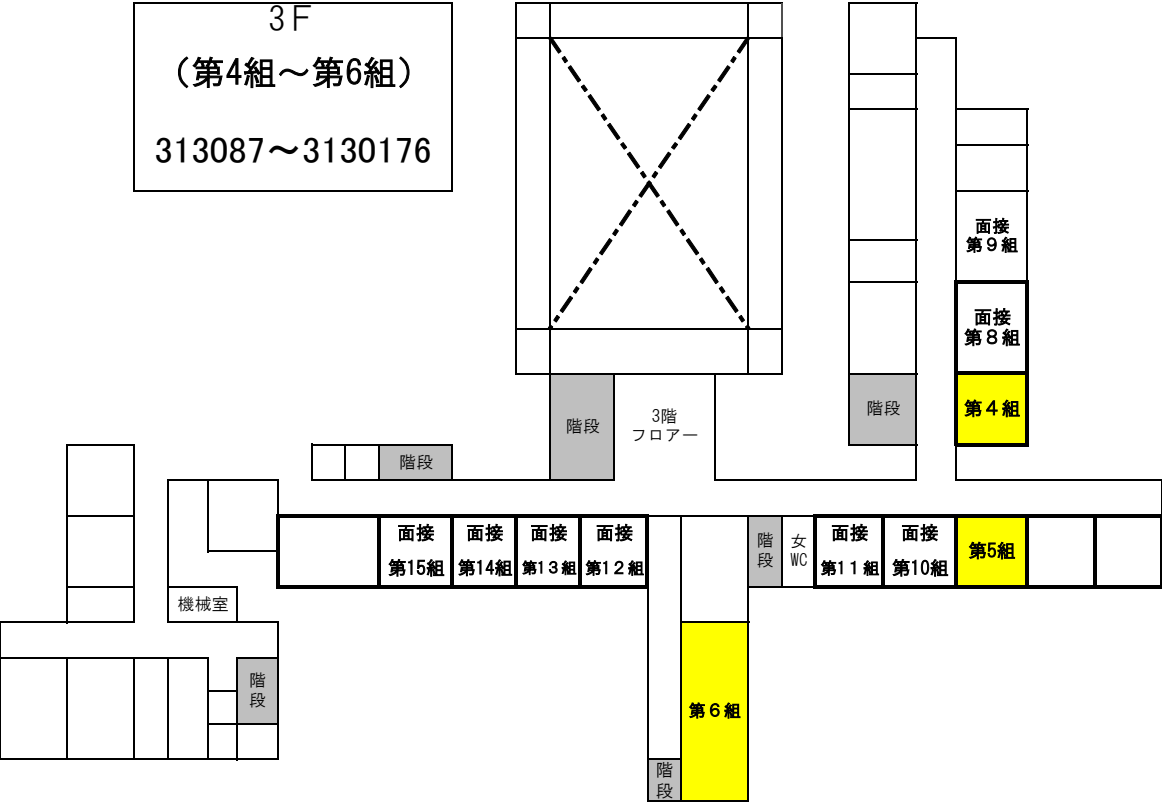 3F
（第4組～第6組）
313087～3130176
面接
第９組
面接
第８組
第４組
階段
階段
3階
フロアー
階段
面接
第15組
面接
第14組
面接
第1３組
面接
第1２組
階
段
女
WC
面接
第1１組
面接
第10組
第5組
機械室
階
段
第６組
階
段